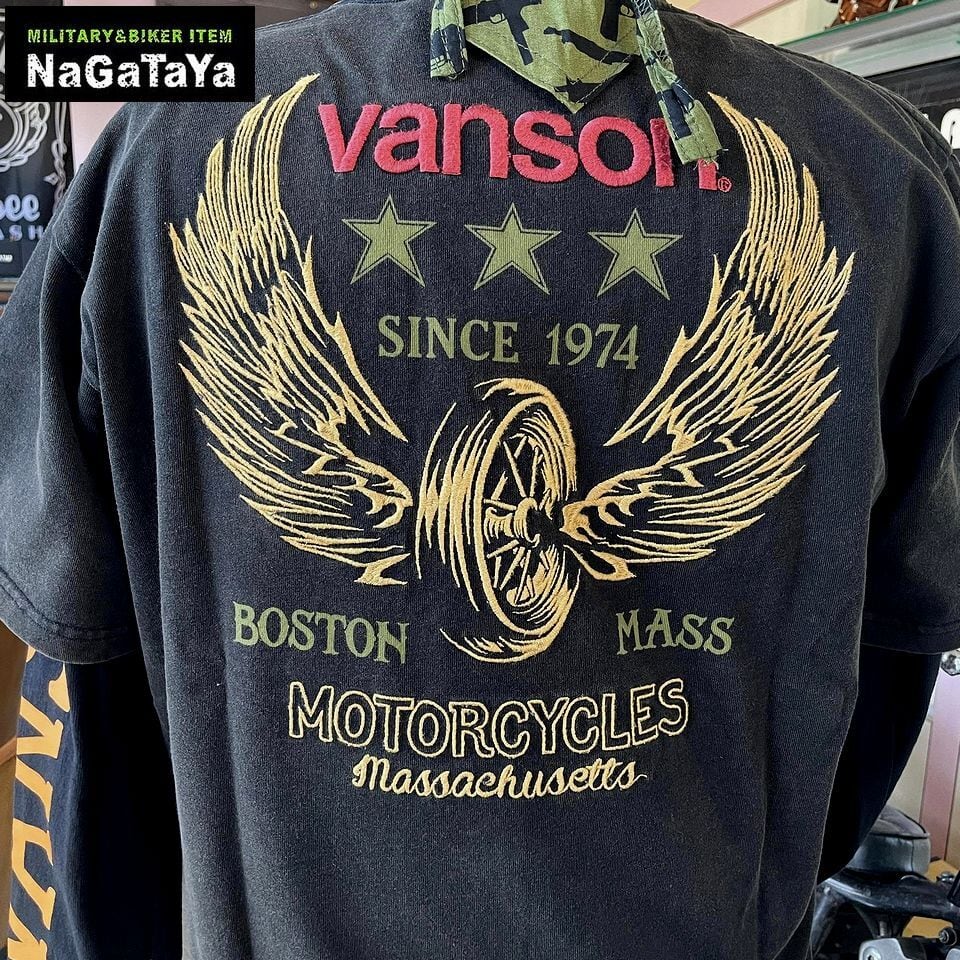 MILITARY&BIKER ITEM
NaGaTaYa
vanson®
SINCE 1974
BOSTON MASS
MOTORCYCLES
Massachusetts